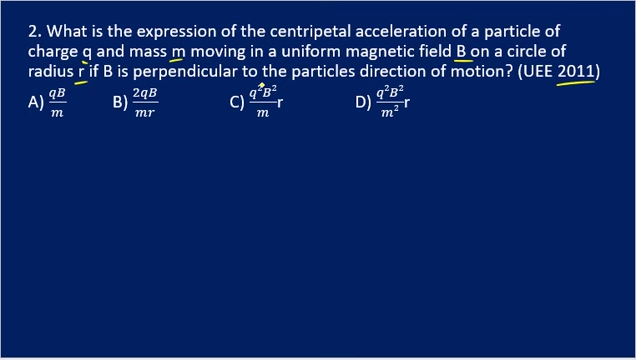 2. What is the expression of the centripetal acceleration of a particle of
charge q and mass m moving in a uniform magnetic field B on a circle of
radius r if B is perpendicular to the particles direction of motion? (UEE 2011)
A) qB/m B) 2qB/mr C) q²B²/m r D) q²B²/m² r